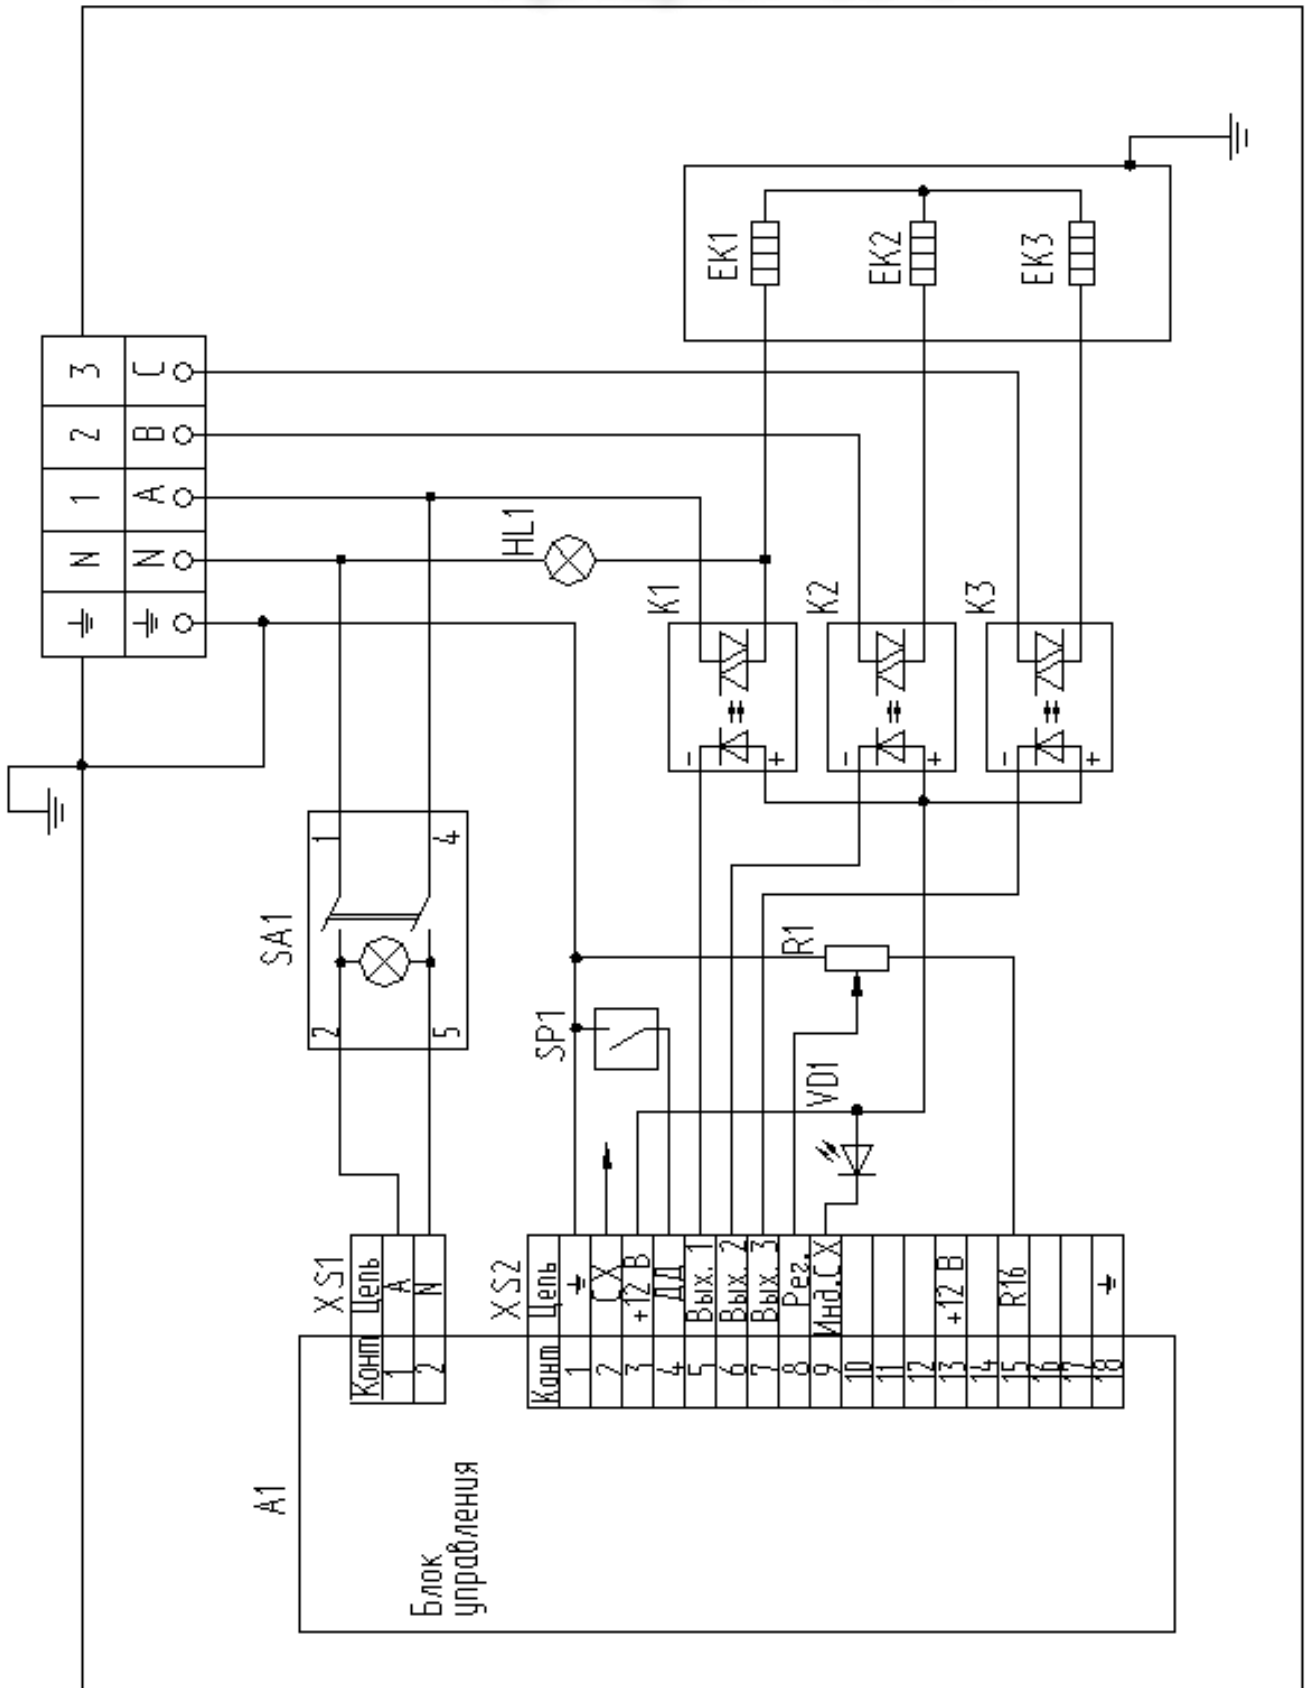 3 C
2 B
1 A
N N
EK1
EK2
EK3
HL1
K1
K2
K3
- +
- +
- +
SA1
1
4
2
5
SP1
R1
VD1
XS1
Конт Цепь
1 A
2 N
XS2
Конт Цепь
1
2 СХ
3 +12 В
4 ДД
5 Вых. 1
6 Вых. 2
7 Вых. 3
8 Рег.
9 Инд.СХ
10
11
12
13 +12 В
14
15 R16
16
17
18
A1
Блок
управления